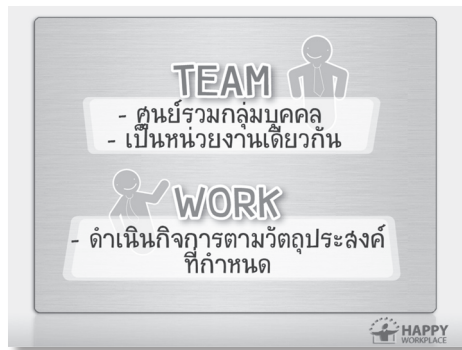 TEAM
- ศูนย์รวมกลุ่มบุคคล
- เป็นหน่วยงานเดียวกัน
WORK
- ดำเนินกิจการตามวัตถุประสงค์
ที่กำหนด
HAPPY
WORKPLACE